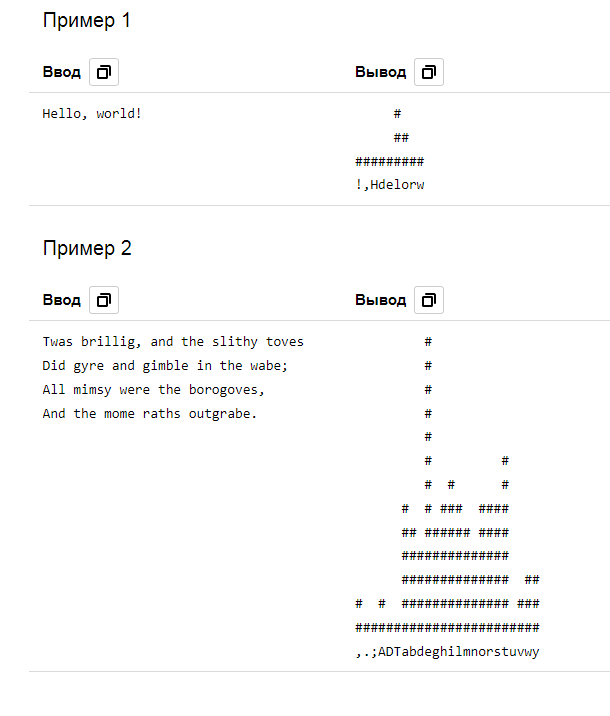 Пример 1
Ввод
Вывод
Hello, world!
     #
     ##
#########
!,Hdelorw
Пример 2
Ввод
Вывод
Twas brillig, and the slithy toves
Did gyre and gimble in the wabe;
All mimsy were the borogoves,
And the mome raths outgrabe.
         #
         #
         #
         #
         #
         #         #
         #  #      #
      #  # ###  ####
      ## ###### ####
      ##############
      ##############  ##
#  #  ############## ###
########################
,.;ADTabdeghilmnorstuvwy